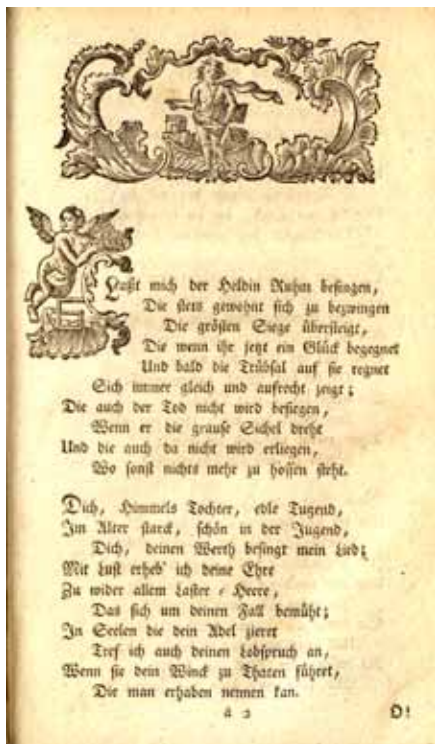 Laßt mich der Heldin Ruhm besingen,
Die stets gewohnt sich zu bezwingen
Die grösten Siege übersteigt,
Die wenn ihr jetzt ein Glück begegnet
Und bald die Trübsal auf sie regnet
Sich immer gleich und aufrecht zeigt;
Die auch der Tod nicht wird besiegen,
Wenn er die grause Sichel dreht
Und die auch da nicht wird erliegen,
Wo sonst nichts mehr zu hoffen steht.
Dich, Himmels Tochter, edle Tugend,
Im Alter starck, schön in der Jugend,
Dich, deinen Werth besingt mein Lied;
Mit Lust erheb' ich deine Ehre
Zu wider allem Laster-Heere,
Das sich um deinen Fall bemüht;
In Seelen die dein Adel zieret
Tref ich auch deinen Lobspruch an,
Wenn sie dein Winck zu Thaten führet,
Die man erhaben nennen kan.
a 2 O!